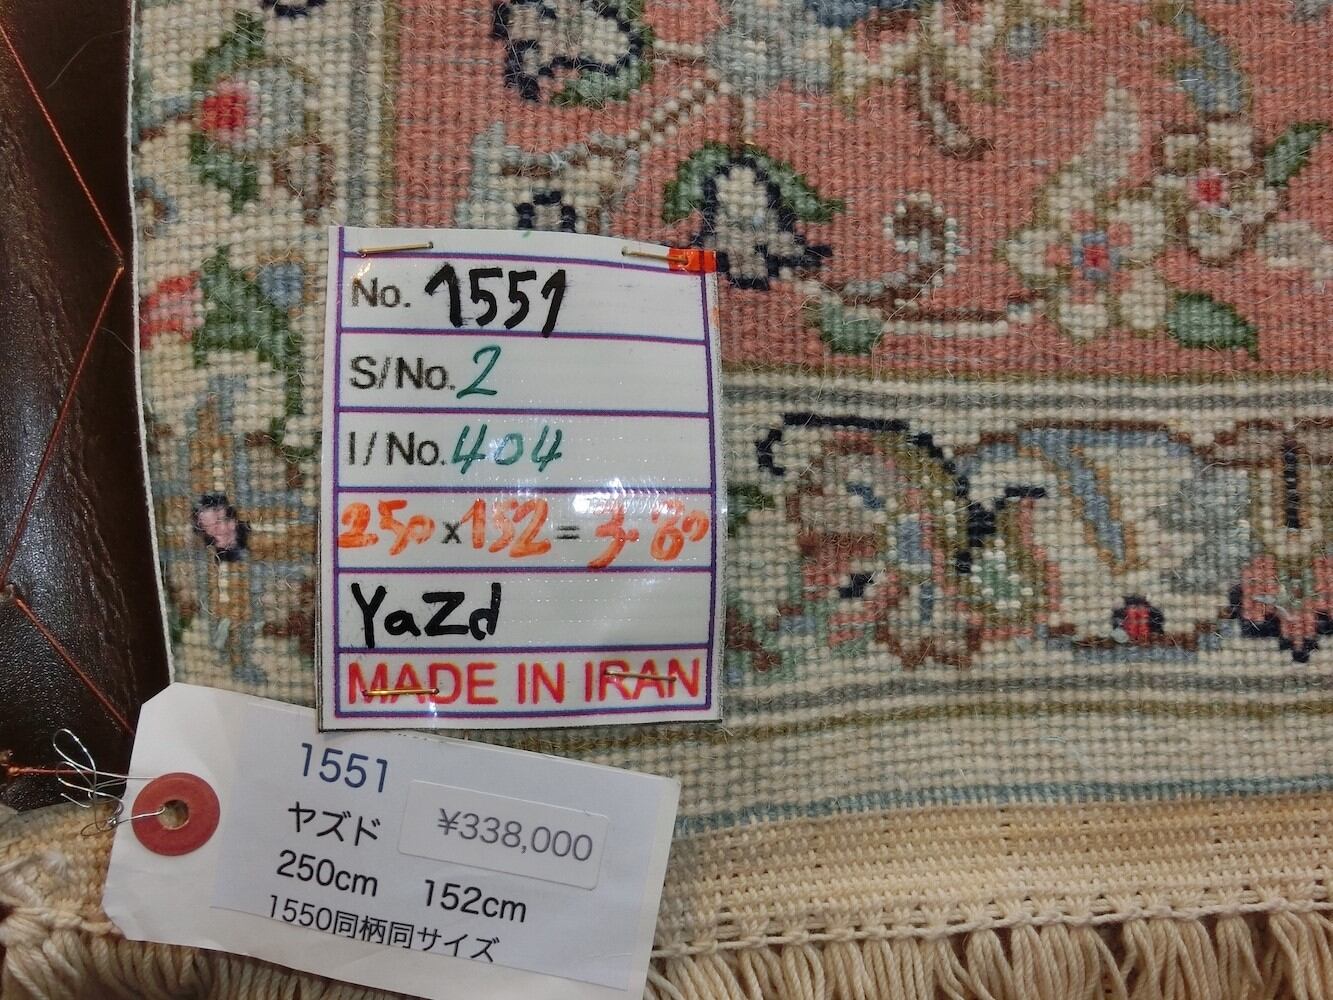 No. 1551
S/No. 2
I/No. 404
250 x 152 = 3-80
Yazd
MADE IN IRAN
1551
ヤズド
¥338,000
250cm 152cm
1550同柄同サイズ